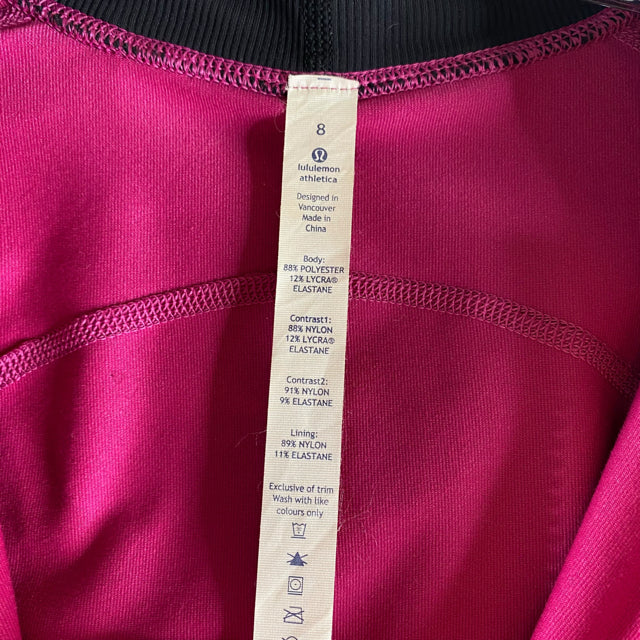 8
lululemon
athletica
Designed in
Vancouver
Made in
China
Body:
88% POLYESTER
12% LYCRA®
ELASTANE
Contrast1:
88% NYLON
12% LYCRA®
ELASTANE
Contrast2:
91% NYLON
9% ELASTANE
Lining:
89% NYLON
11% ELASTANE
Exclusive of trim
Wash with like
colours only